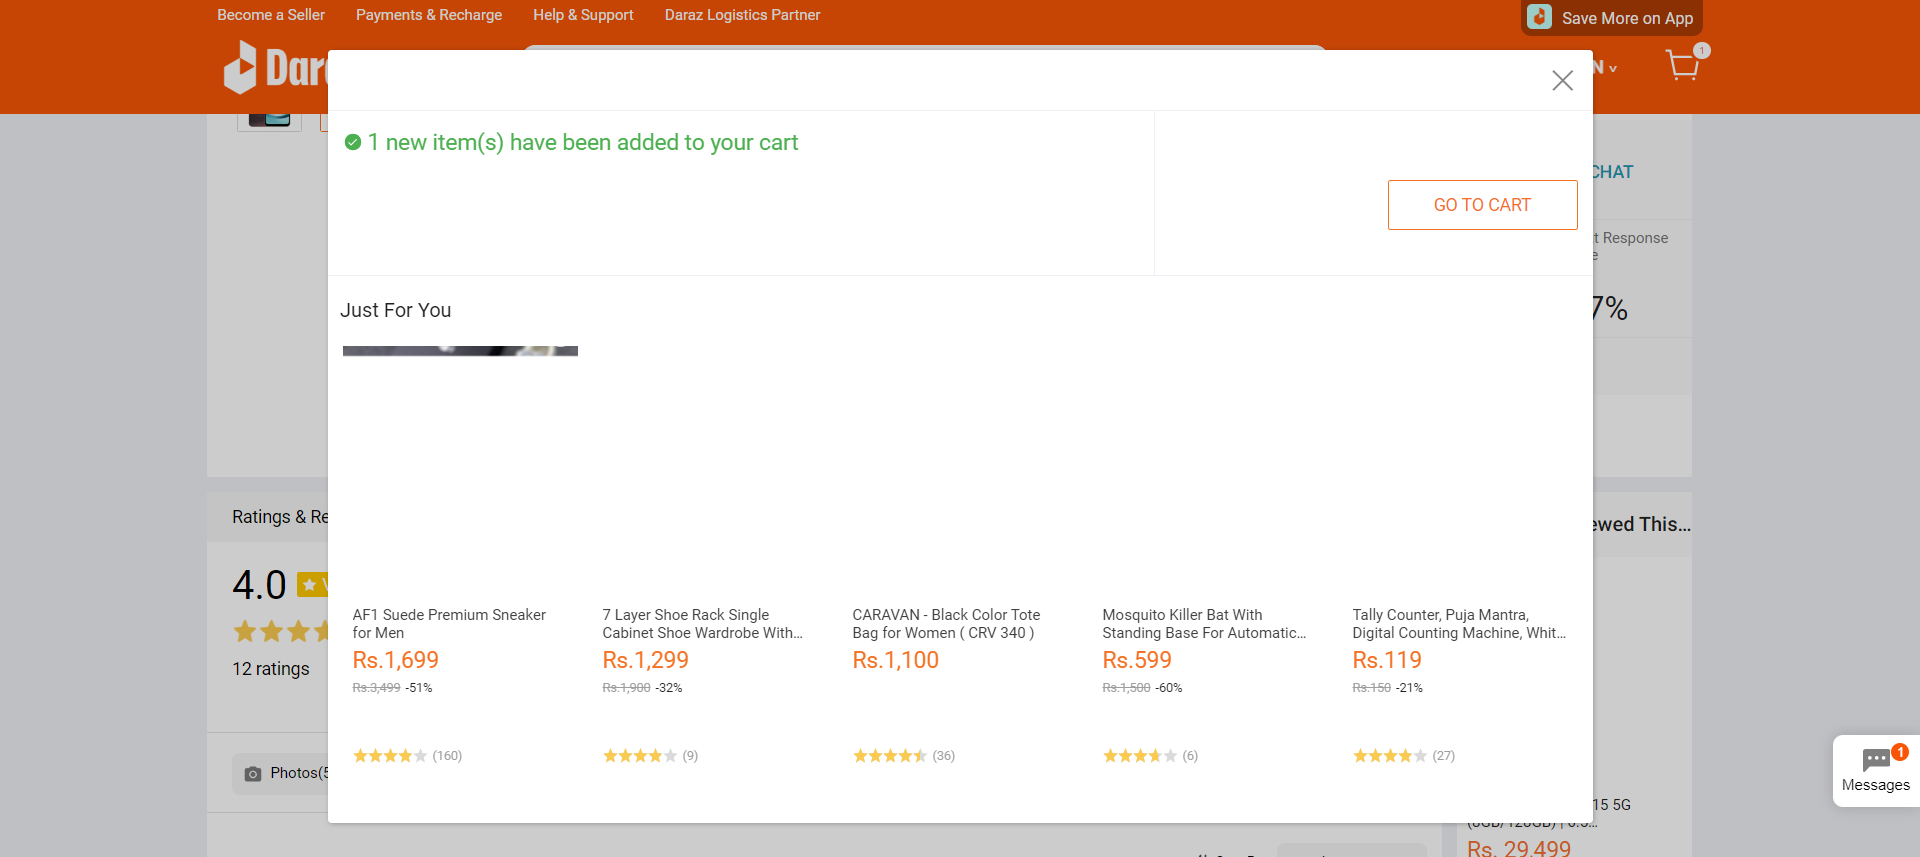 Become a Seller
Payments & Recharge
Help & Support
Daraz Logistics Partner
Save More on App
1
1 new item(s) have been added to your cart
GO TO CART
CHAT
Just For You
7%
Ratings &
4.0
12 ratings
This...
AF1 Suede Premium Sneaker
for Men
Rs.1,699
Rs.3,499 -51%
(160)
7 Layer Shoe Rack Single
Cabinet Shoe Wardrobe With...
Rs.1,299
Rs.1,900 -32%
(9)
CARAVAN - Black Color Tote
Bag for Women ( CRV 340 )
Rs.1,100
(36)
Mosquito Killer Bat With
Standing Base For Automatic...
Rs.599
Rs.1,500 -60%
(6)
Tally Counter, Puja Mantra,
Digital Counting Machine, Whit...
Rs.119
Rs.150 -21%
(27)
Photos(5
1
Messages
15 5G
Rs. 29,499